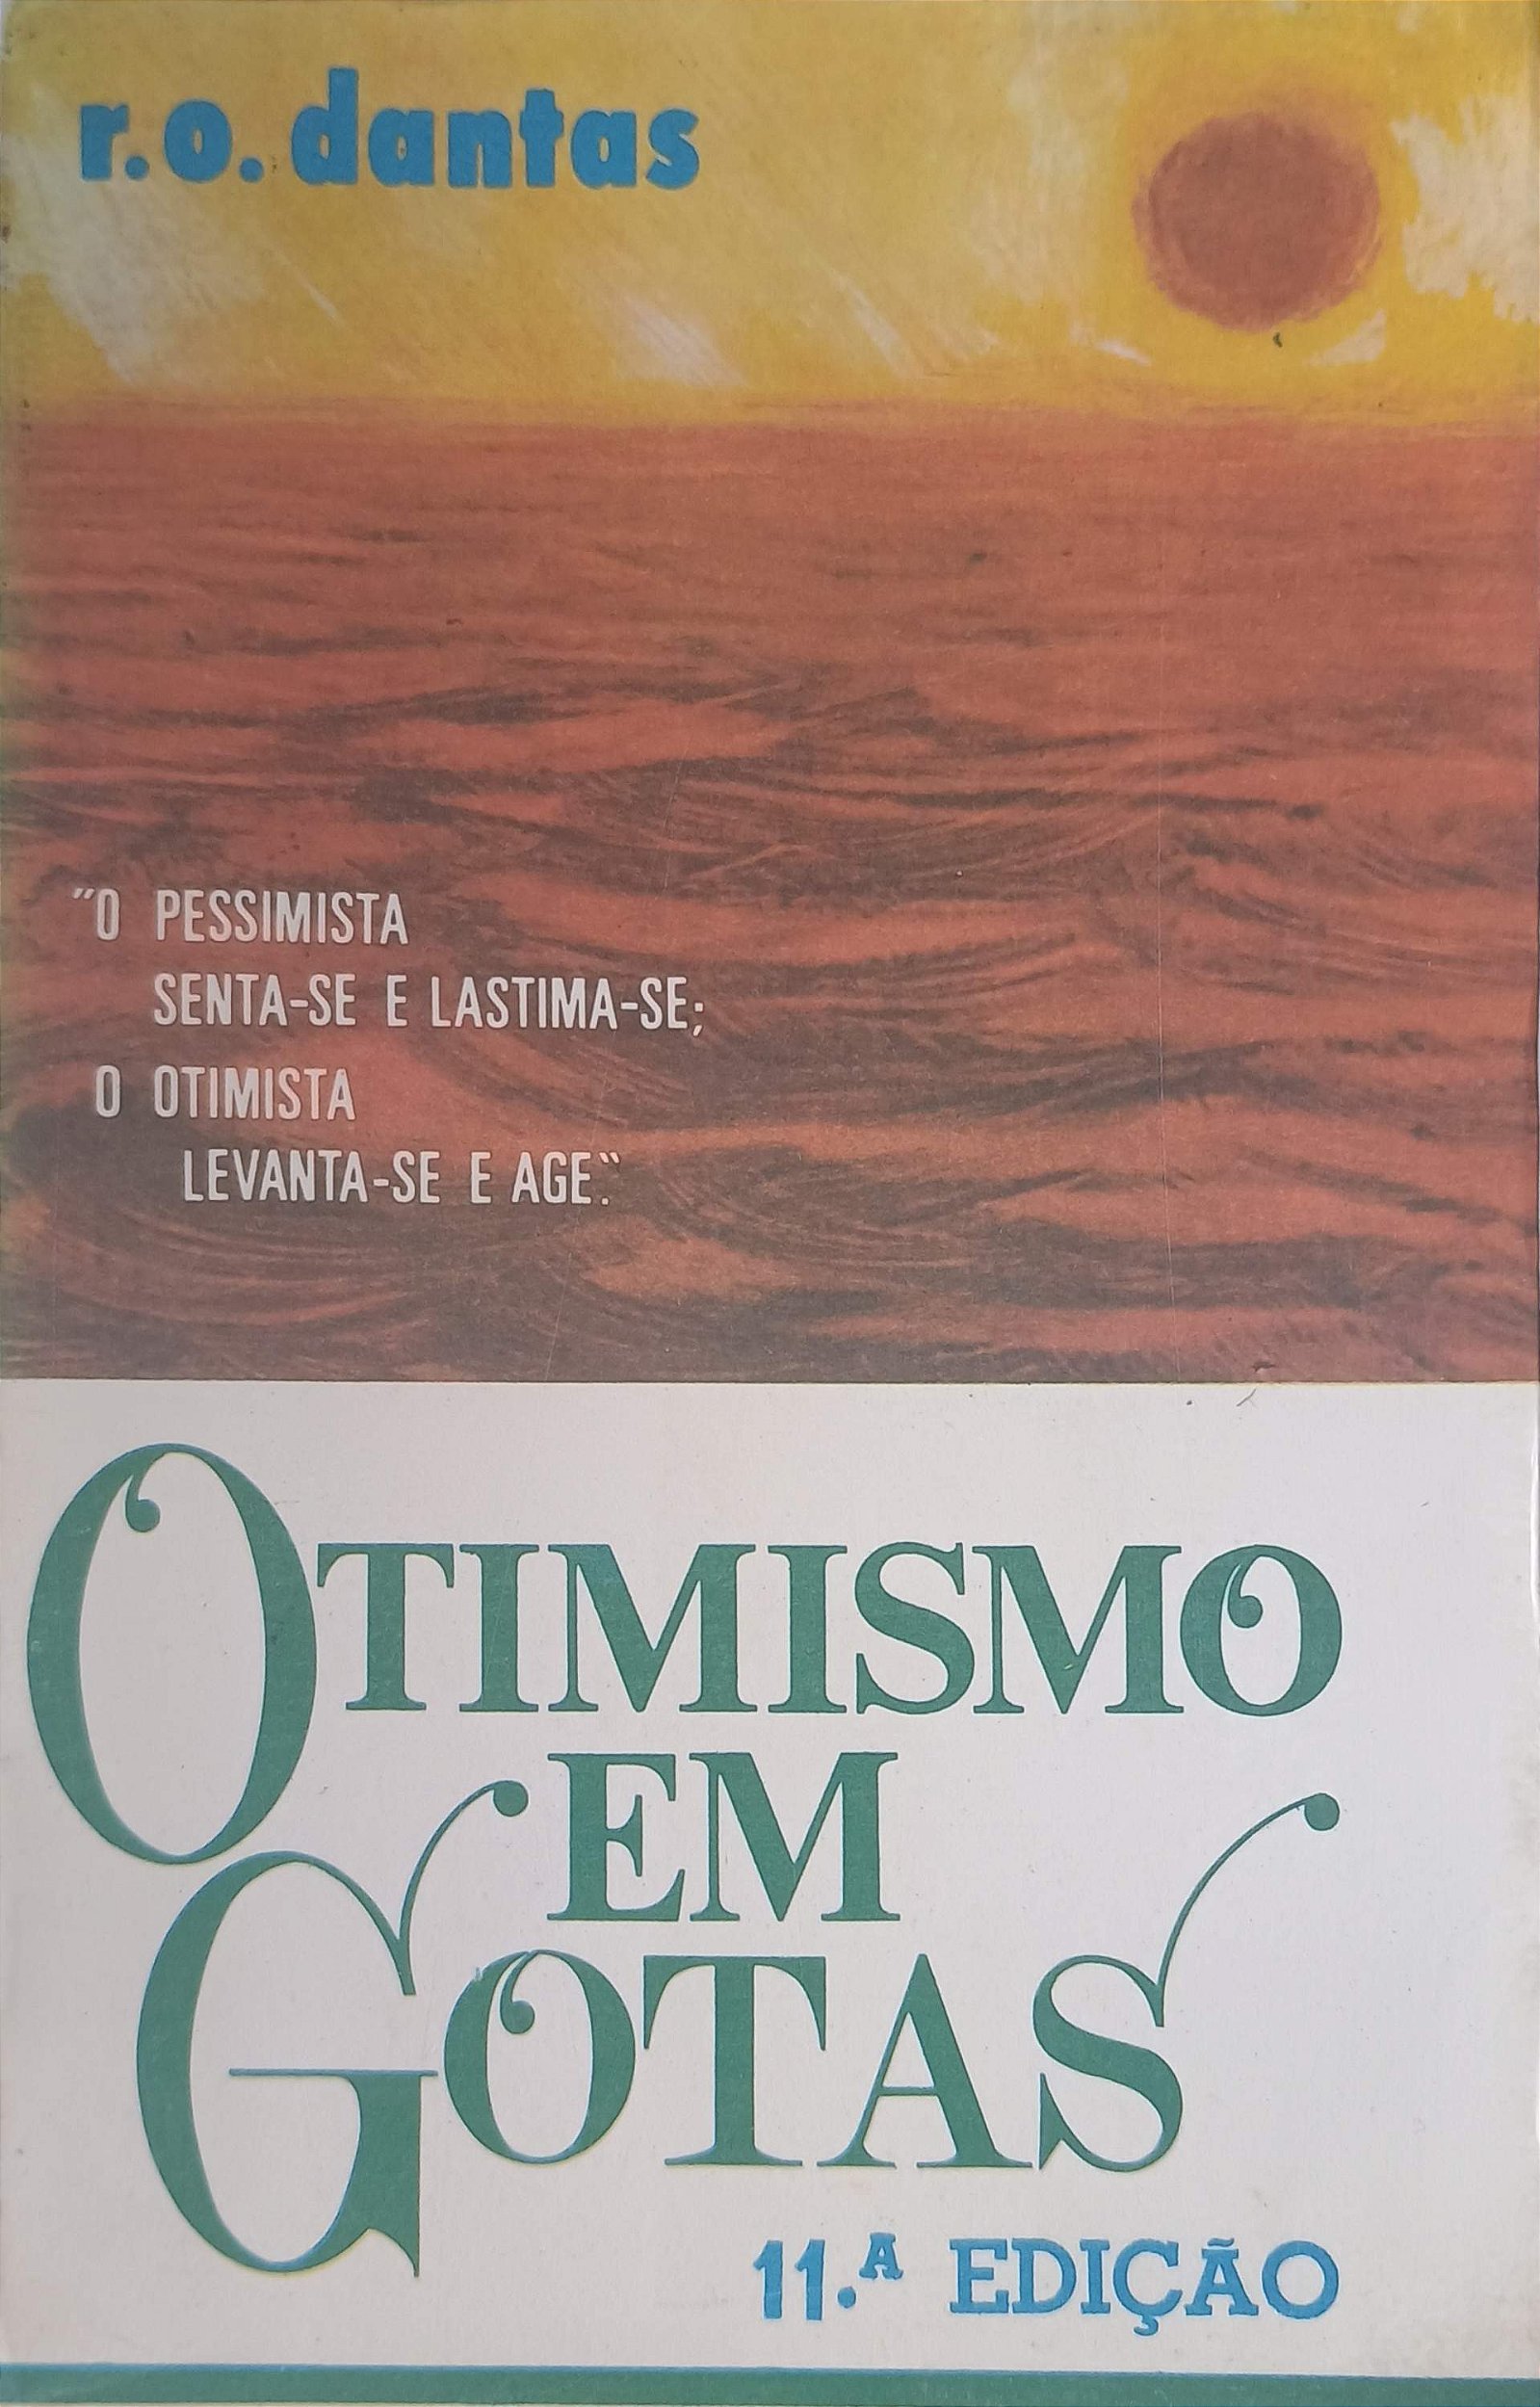 r.o.dantas
"O PESSIMISTA
SENTA-SE E LASTIMA-SE;
O OTIMISTA
LEVANTA-SE E AGE."
OTIMISMO
EM
GOTAS
11.A EDIÇÃO